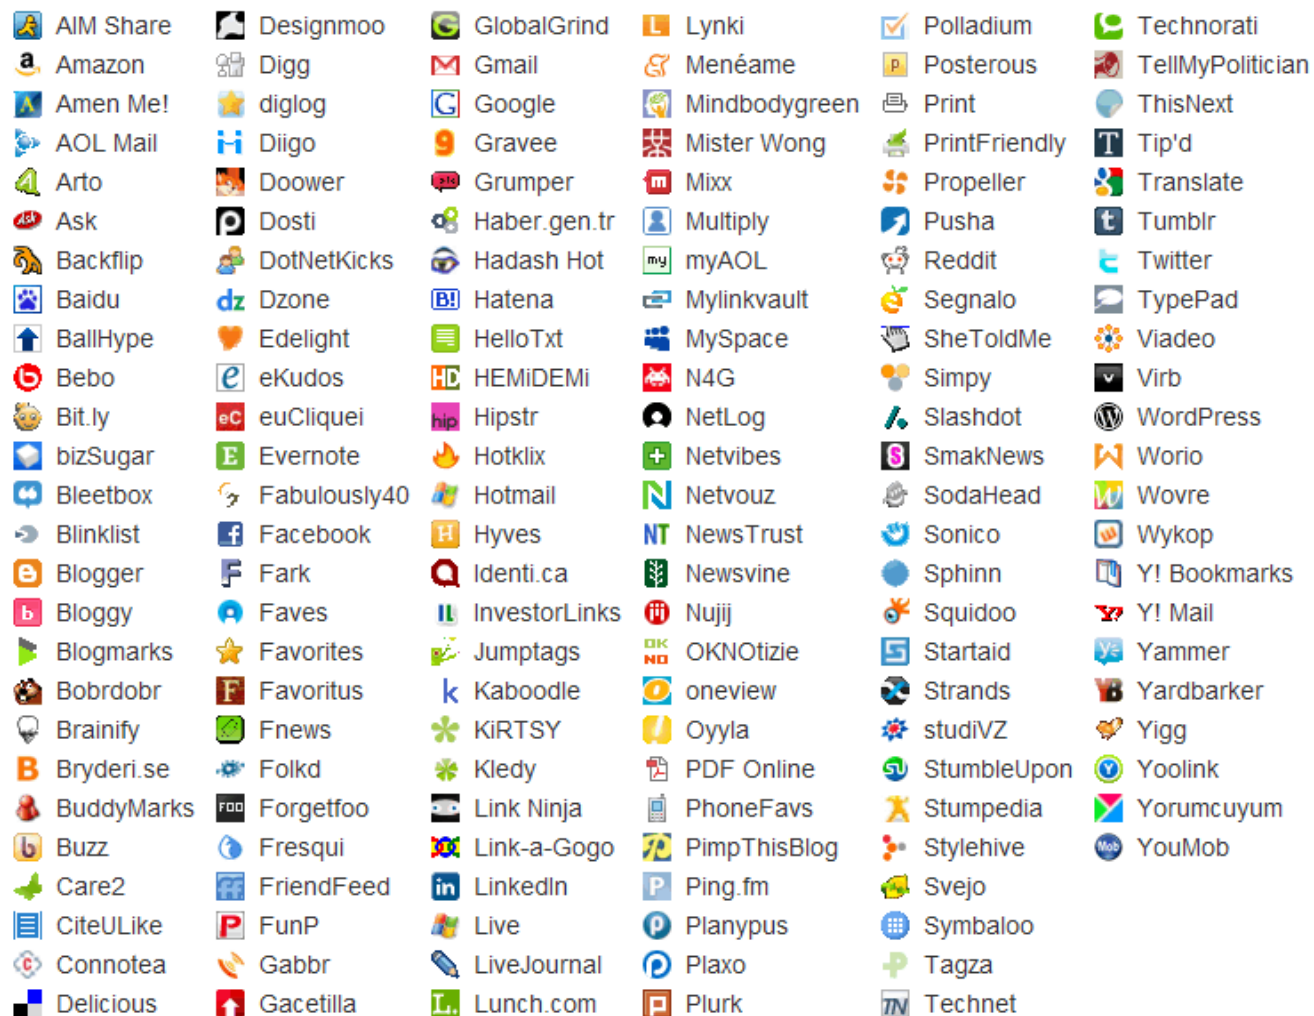 AIM Share
Amazon
Amen Me!
AOL Mail
Arto
Ask
Backflip
Baidu
BallHype
Bebo
Bit.ly
bizSugar
Bleetbox
Blinklist
Blogger
Bloggy
Blogmarks
Bobrdobr
Brainify
Bryderi.se
BuddyMarks
Buzz
Care2
CiteULike
Connotea
Delicious
Designmoo
Digg
diglog
Diigo
Doower
Dosti
DotNetKicks
Dzone
Edelight
eKudos
euCliquei
Evernote
Fabulously40
Facebook
Fark
Faves
Favorites
Favoritus
Fnews
Folkd
Forgetfoo
Fresqui
FriendFeed
FunP
Gabbr
Gacetilla
GlobalGrind
Gmail
Google
Gravee
Grumper
Haber.gen.tr
Hadash Hot
Hatena
HelloTxt
HEMiDEMi
Hipstr
Hotklix
Hotmail
Hyves
Identi.ca
InvestorLinks
Jumptags
Kaboodle
KiRTSY
Kledy
Link Ninja
Link-a-Gogo
LinkedIn
Live
LiveJournal
Lunch.com
Lynki
Menéame
Mindbodygreen
Mister Wong
Mixx
Multiply
myAOL
Mylinkvault
MySpace
N4G
NetLog
Netvibes
Netvouz
NewsTrust
Newsvine
Nujij
OKNOtizie
oneview
Oyyla
PDF Online
PhoneFavs
PimpThisBlog
Ping.fm
Planypus
Plaxo
Plurk
Polladium
Posterous
Print
PrintFriendly
Propeller
Pusha
Reddit
Segnalo
SheToldMe
Simpy
Slashdot
SmakNews
SodaHead
Sonico
Sphinn
Squidoo
Startaid
Strands
studiVZ
StumbleUpon
Stumpedia
Stylehive
Svejo
Symbaloo
Tagza
Technet
Technorati
TellMyPolitician
ThisNext
Tip'd
Translate
Tumblr
Twitter
TypePad
Viadeo
Virb
WordPress
Worio
Wovre
Wykop
Y! Bookmarks
Y! Mail
Yammer
Yardbarker
Yigg
Yoolink
Yorumcuyum
YouMob